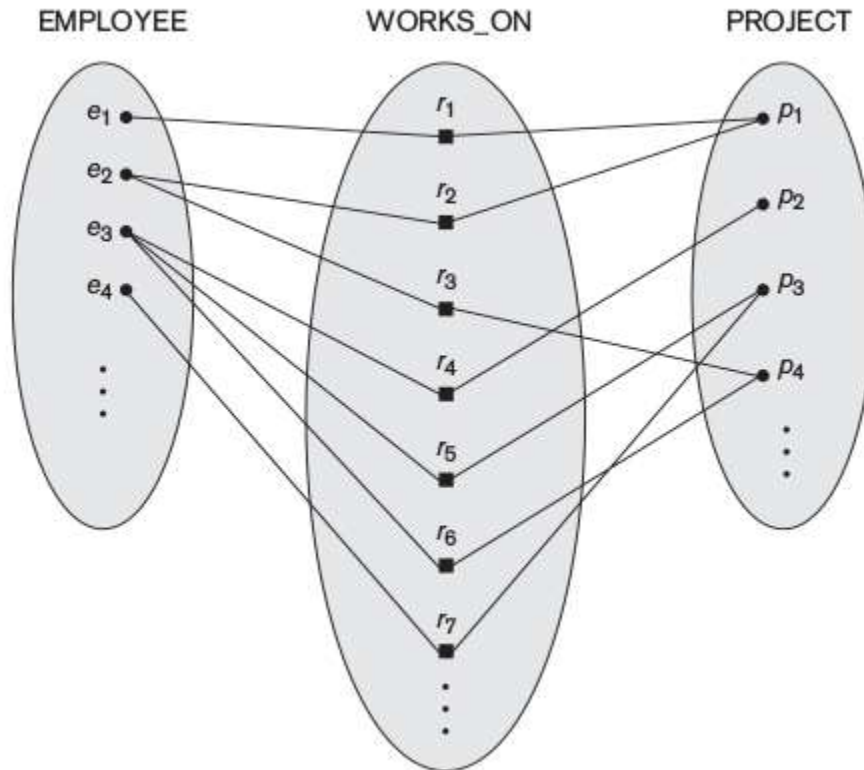 EMPLOYEE WORKS_ON PROJECT
e1 r1 p1
e2 r2 p2
e3 r3 p3
e4 r4 p4
r5
r6
r7